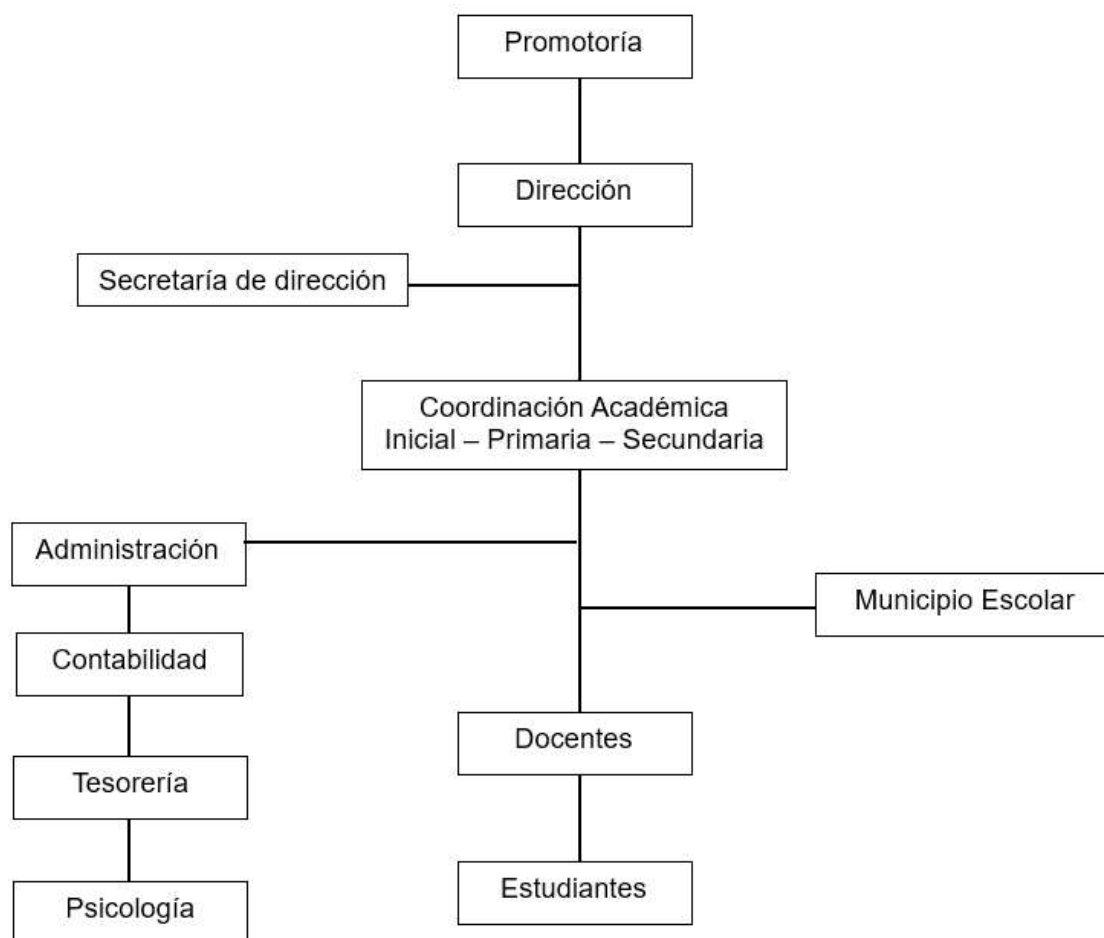 Promotoría
Dirección
Secretaría de dirección
Coordinación Académica
Inicial – Primaria – Secundaria
Administración
Municipio Escolar
Contabilidad
Docentes
Tesorería
Estudiantes
Psicología